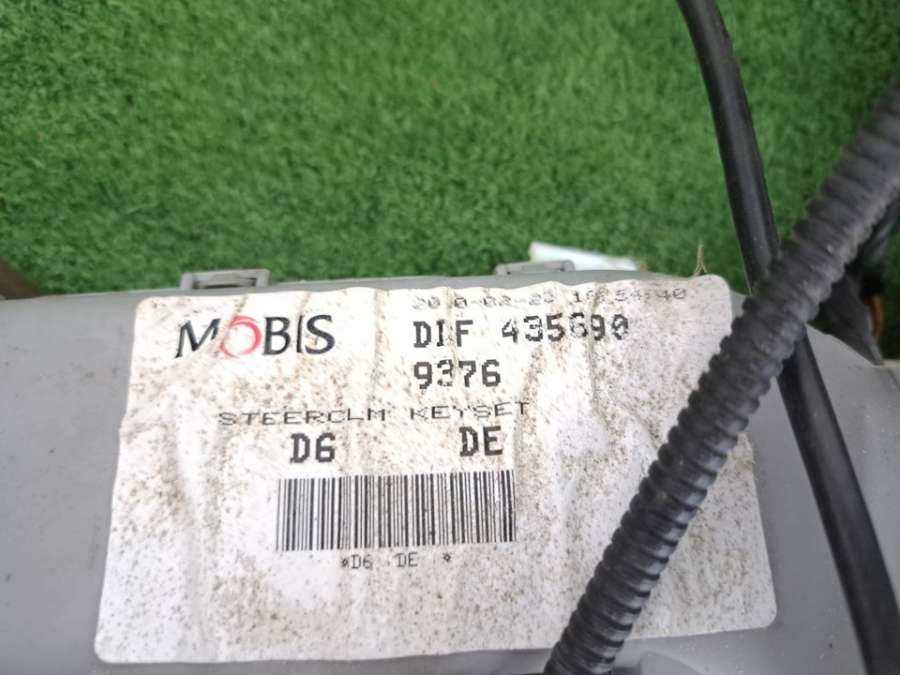 MOBIS
DIF 435690
9376
STEERCLM KEYSET
D6 DE
*D6 DE *